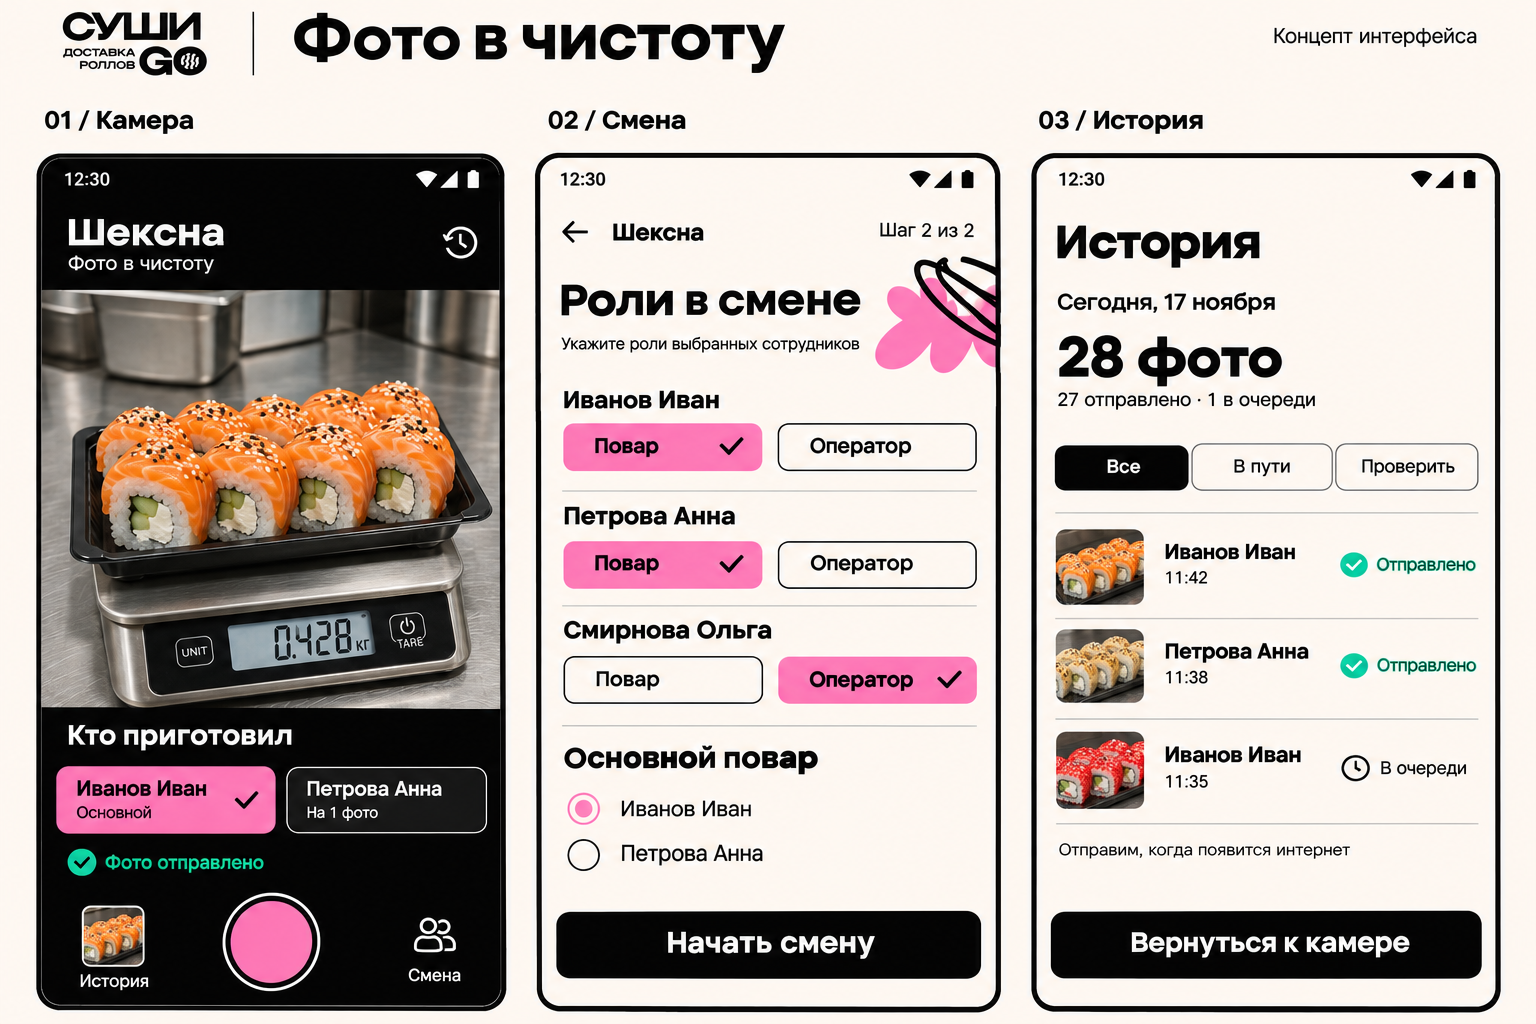 СУШИ
ДОСТАВКА
РОЛЛОВ GO
Фото в чистоту
Концепт интерфейса
01 / Камера
12:30
Шексна
Фото в чистоту
UNIT
0.428 кг
TARE
Кто приготовил
Иванов Иван
Основной
Петрова Анна
На 1 фото
Фото отправлено
История
Смена
02 / Смена
12:30
Шексна
Шаг 2 из 2
Роли в смене
Укажите роли выбранных сотрудников
Иванов Иван
Повар
Оператор
Петрова Анна
Повар
Оператор
Смирнова Ольга
Повар
Оператор
Основной повар
Иванов Иван
Петрова Анна
Начать смену
03 / История
12:30
История
Сегодня, 17 ноября
28 фото
27 отправлено · 1 в очереди
Все
В пути
Проверить
Иванов Иван
11:42
Отправлено
Петрова Анна
11:38
Отправлено
Иванов Иван
11:35
В очереди
Отправим, когда появится интернет
Вернуться к камере